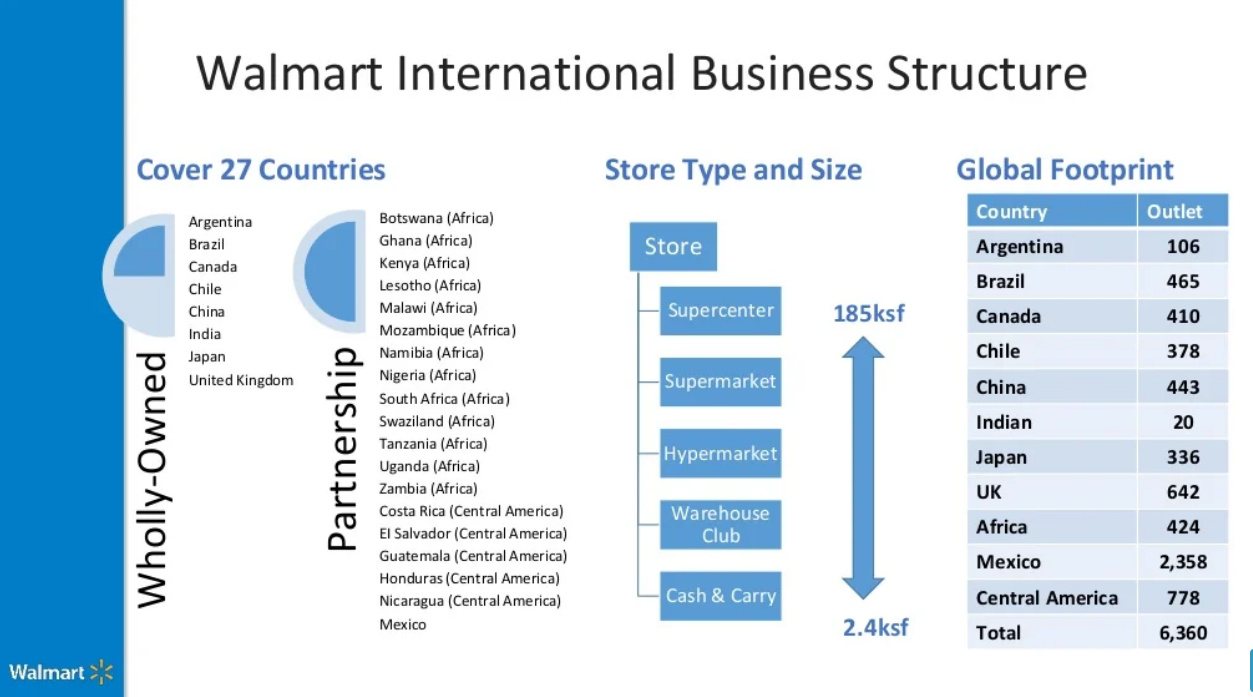 Walmart International Business Structure
Cover 27 Countries
Argentina
Brazil
Canada
Chile
China
India
Japan
United Kingdom
Wholly-Owned
Botswana (Africa)
Ghana (Africa)
Kenya (Africa)
Lesotho (Africa)
Malawi (Africa)
Mozambique (Africa)
Namibia (Africa)
Nigeria (Africa)
South Africa (Africa)
Swaziland (Africa)
Tanzania (Africa)
Uganda (Africa)
Zambia (Africa)
Costa Rica (Central America)
El Salvador (Central America)
Guatemala (Central America)
Honduras (Central America)
Nicaragua (Central America)
Mexico
Partnership
Store Type and Size
Store
Supercenter
Supermarket
Hypermarket
Warehouse
Club
Cash & Carry
185ksf
2.4ksf
Global Footprint
Country Outlet
Argentina 106
Brazil 465
Canada 410
Chile 378
China 443
Indian 20
Japan 336
UK 642
Africa 424
Mexico 2,358
Central America 778
Total 6,360
Walmart